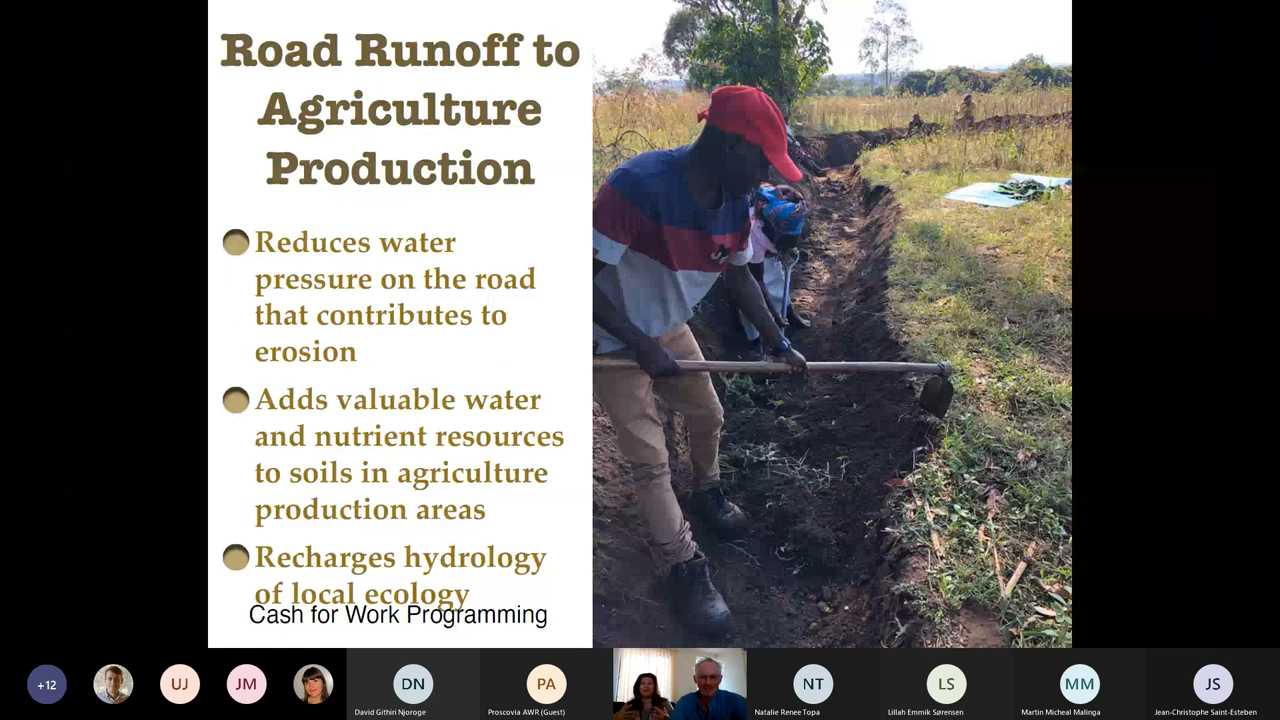 Road Runoff to
Agriculture
Production
Reduces water
pressure on the road
that contributes to
erosion
Adds valuable water
and nutrient resources
to soils in agriculture
production areas
Recharges hydrology
of local ecology
Cash for Work Programming
+12
UJ
JM
DN
David Githiri Njoroge
PA
Proscovia AWR (Guest)
NT
Natalie Renee Topa
LS
Lillah Emmik Sørensen
MM
Martin Micheal Malinga
JS
Jean-Christophe Saint-Esteben